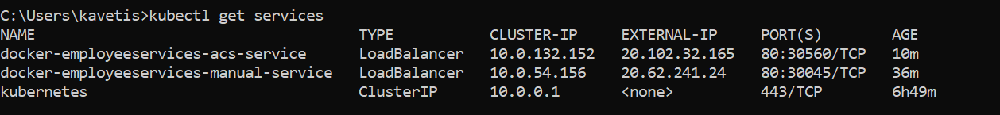 C:\Users\kavetis>kubectl get services
NAME TYPE CLUSTER-IP EXTERNAL-IP PORT(S) AGE
docker-employeeservices-acs-service LoadBalancer 10.0.132.152 20.102.32.165 80:30560/TCP 10m
docker-employeeservices-manual-service LoadBalancer 10.0.54.156 20.62.241.24 80:30045/TCP 36m
kubernetes ClusterIP 10.0.0.1 <none> 443/TCP 6h49m